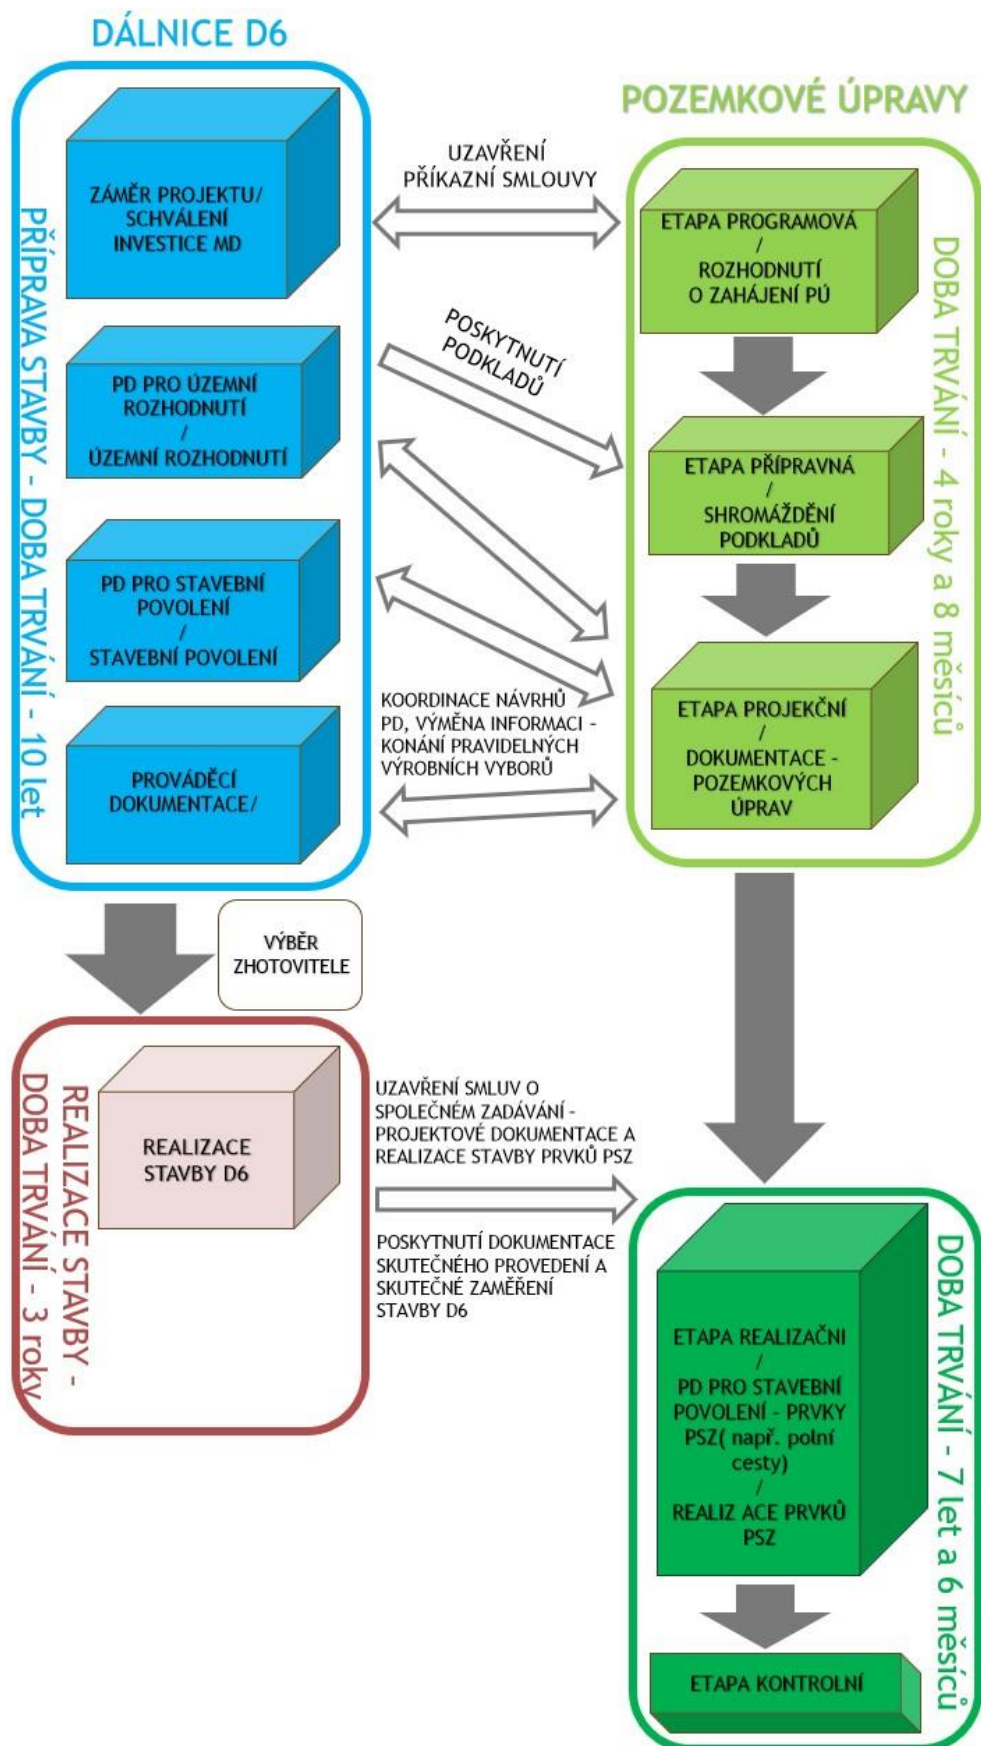 DÁLNICE D6
PŘÍPRAVA STAVBY - DOBA TRVÁNÍ - 10 let
ZÁMĚR PROJEKTU/
SCHVÁLENÍ
INVESTICE MD
PD PRO ÚZEMNÍ
ROZHODNUTÍ
/
ÚZEMNÍ ROZHODNUTÍ
PD PRO STAVEBNÍ
POVOLENÍ
/
STAVEBNÍ POVOLENÍ
PROVÁDĚCÍ
DOKUMENTACE/
UZAVŘENÍ
PŘÍKAZNÍ SMLOUVY
POSKYTNUTÍ
PODKLADŮ
KOORDINACE NÁVRHŮ
PD, VÝMĚNA INFORMACI –
KONÁNÍ PRAVIDELNÝCH
VÝROBNÍCH VYBORŮ
POZEMKOVÉ ÚPRAVY
DOBA TRVÁNÍ - 4 roky a 8 měsíců
ETAPA PROGRAMOVÁ
/
ROZHODNUTÍ
O ZAHÁJENÍ PÚ
ETAPA PŘÍPRAVNÁ
/
SHROMÁŽDĚNÍ
PODKLADŮ
ETAPA PROJEKČNÍ
/
DOKUMENTACE –
POZEMKOVÝCH
ÚPRAV
VÝBĚR
ZHOTOVITELE
REALIZACE STAVBY -
DOBA TRVÁNÍ - 3 roky
REALIZACE
STAVBY D6
UZAVŘENÍ SMLUV O
SPOLEČNÉM ZADÁVÁNÍ –
PROJEKTOVÉ DOKUMENTACE A
REALIZACE STAVBY PRVKŮ PSZ
POSKYTNUTÍ DOKUMENTACE
SKUTEČNÉHO PROVEDENÍ A
SKUTEČNÉ ZAMĚŘENÍ
STAVBY D6
DOBA TRVÁNÍ - 7 let a 6 měsíců
ETAPA REALIZAČNI
/
PD PRO STAVEBNÍ
POVOLENÍ – PRVKY
PSZ( např. polní
cesty)
/
REALIZ ACE PRVKŮ
PSZ
ETAPA KONTROLNÍ